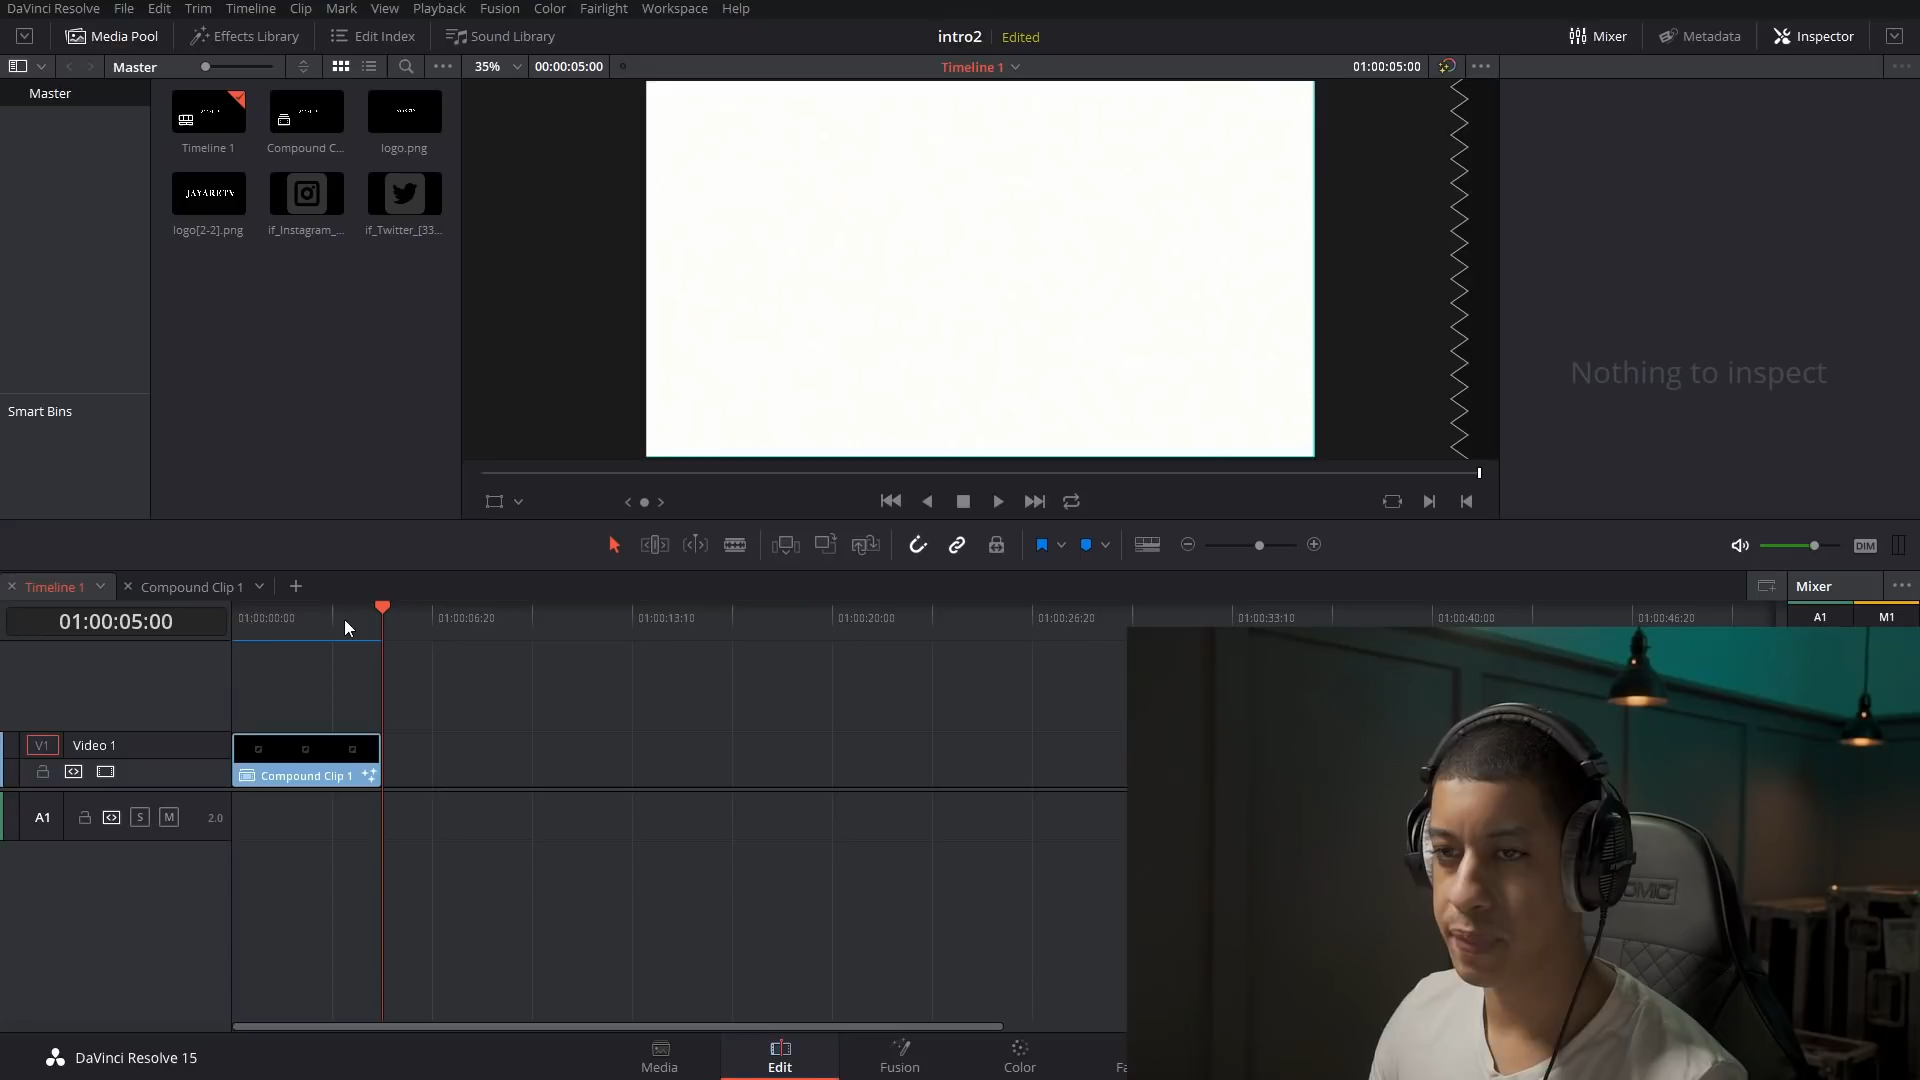 DaVinci Resolve File Edit Trim Timeline Clip Mark View Playback Fusion Color Fairlight Workspace Help
Media Pool Effects Library Edit Index Sound Library intro2 Edited Mixer Metadata Inspector
Master 35% 00:00:05:00 Timeline 1 01:00:05:00
Master
Timeline 1 Compound C... logo.png
JAYARETV
logo[2-2].png if_Instagram_... if_Twitter_[33...
Nothing to inspect
Smart Bins
DIM
Timeline 1 Compound Clip 1 Mixer
01:00:05:00 01:00:00:00 01:00:06:20 01:00:13:10 01:00:20:00 01:00:26:20 01:00:33:10 01:00:40:00 01:00:46:20 A1 M1
V1 Video 1
Compound Clip 1
A1 S M 2.0
DaVinci Resolve 15 Media Edit Fusion Color Fa